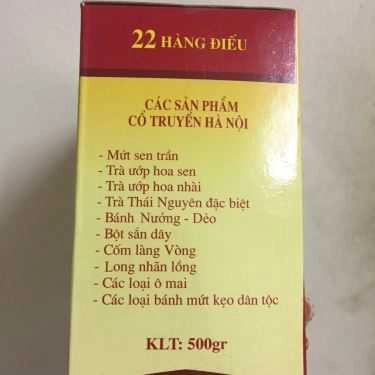 22 HÀNG ĐIẾU
CÁC SẢN PHẨM
CỔ TRUYỀN HÀ NỘI
- Mứt sen trần
- Trà ướp hoa sen
- Trà ướp hoa nhài
- Trà Thái Nguyên đặc biệt
- Bánh Nướng - Dẻo
- Bột sắn dây
- Cốm làng Vòng
- Long nhãn lồng
- Các loại ô mai
- Các loại bánh mứt kẹo dân tộc
KLT: 500gr